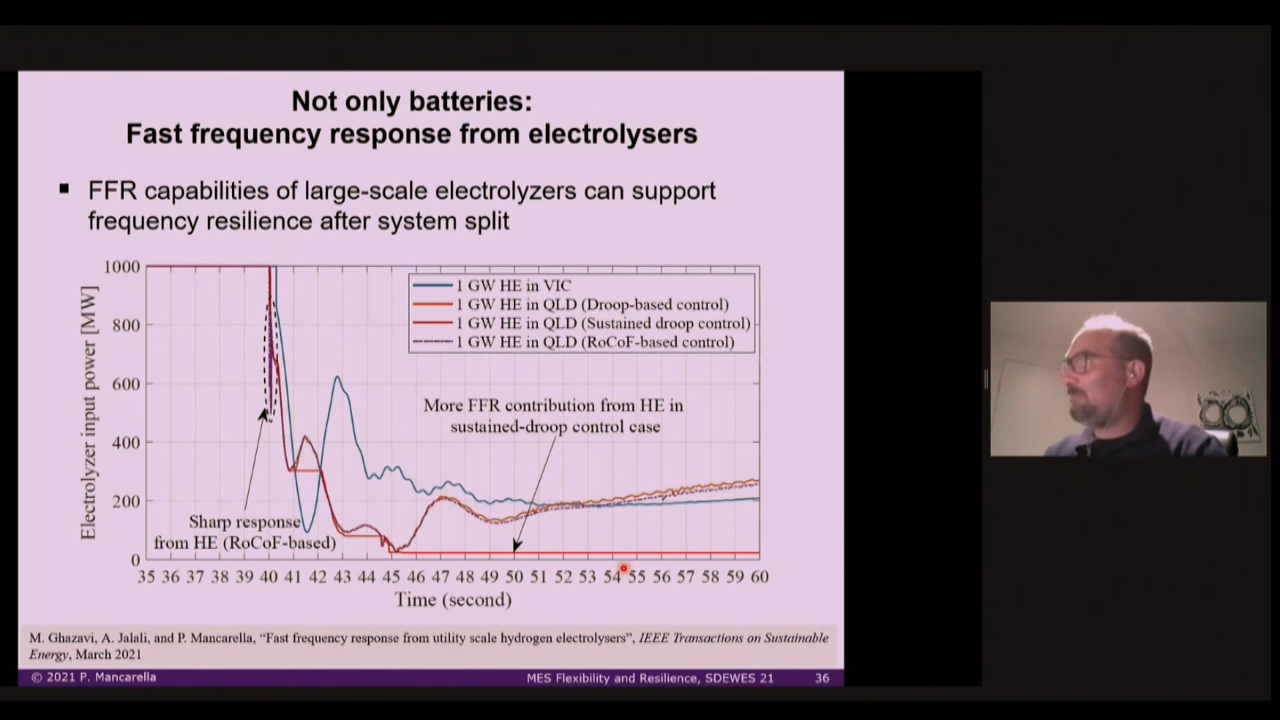 Not only batteries:
Fast frequency response from electrolysers
▪ FFR capabilities of large-scale electrolyzers can support
frequency resilience after system split
Electrolyzer input power [MW]
1000
800
600
400
200
0
1 GW HE in VIC
1 GW HE in QLD (Droop-based control)
1 GW HE in QLD (Sustained droop control)
1 GW HE in QLD (RoCoF-based control)
More FFR contribution from HE in
sustained-droop control case
Sharp response
from HE (RoCoF-based)
35 36 37 38 39 40 41 42 43 44 45 46 47 48 49 50 51 52 53 54 55 56 57 58 59 60
Time (second)
M. Ghazavi, A. Jalali, and P. Mancarella, “Fast frequency response from utility scale hydrogen electrolysers”, IEEE Transactions on Sustainable
Energy, March 2021
© 2021 P. Mancarella
MES Flexibility and Resilience, SDEWES 21
36